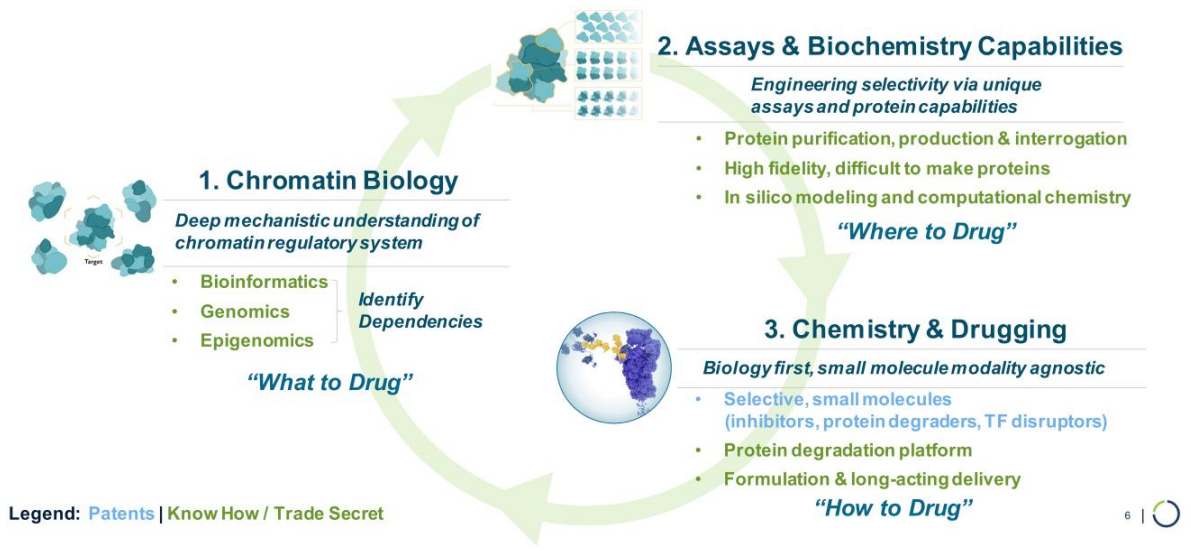 1. Chromatin Biology
Deep mechanistic understanding of
chromatin regulatory system
Target
• Bioinformatics
• Genomics
• Epigenomics
Identify
Dependencies
“What to Drug”
2. Assays & Biochemistry Capabilities
Engineering selectivity via unique
assays and protein capabilities
• Protein purification, production & interrogation
• High fidelity, difficult to make proteins
• In silico modeling and computational chemistry
“Where to Drug”
3. Chemistry & Drugging
Biology first, small molecule modality agnostic
• Selective, small molecules
(inhibitors, protein degraders, TF disruptors)
• Protein degradation platform
• Formulation & long-acting delivery
“How to Drug”
Legend: Patents | Know How / Trade Secret
6 |